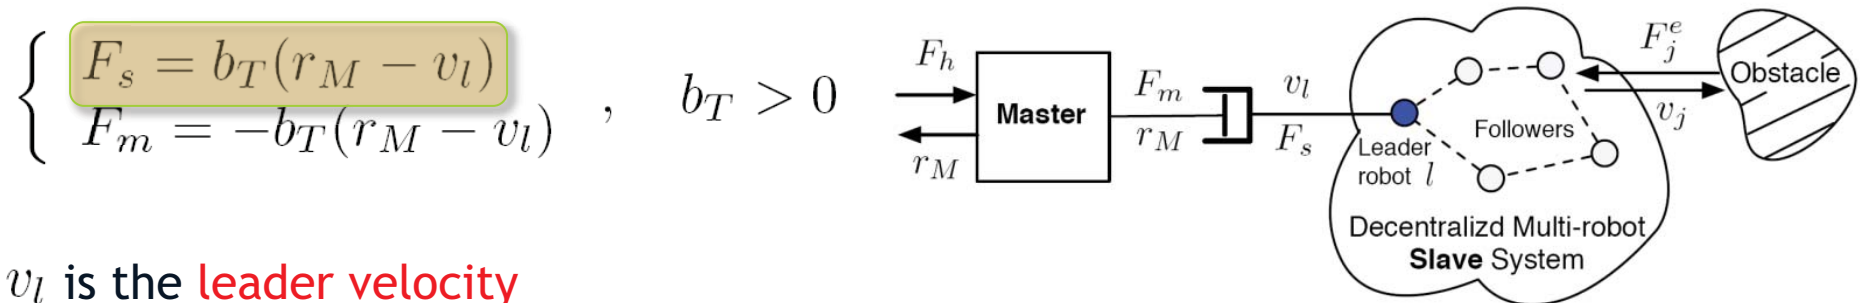 F_s = b_T(r_M − v_l)
F_m = −b_T(r_M − v_l) , b_T > 0
v_l is the leader velocity
F_h
r_M
Master
F_m
r_M
v_l
F_s
Leader
robot l
Followers
Decentralizd Multi-robot
Slave System
F_j^e
v_j
Obstacle